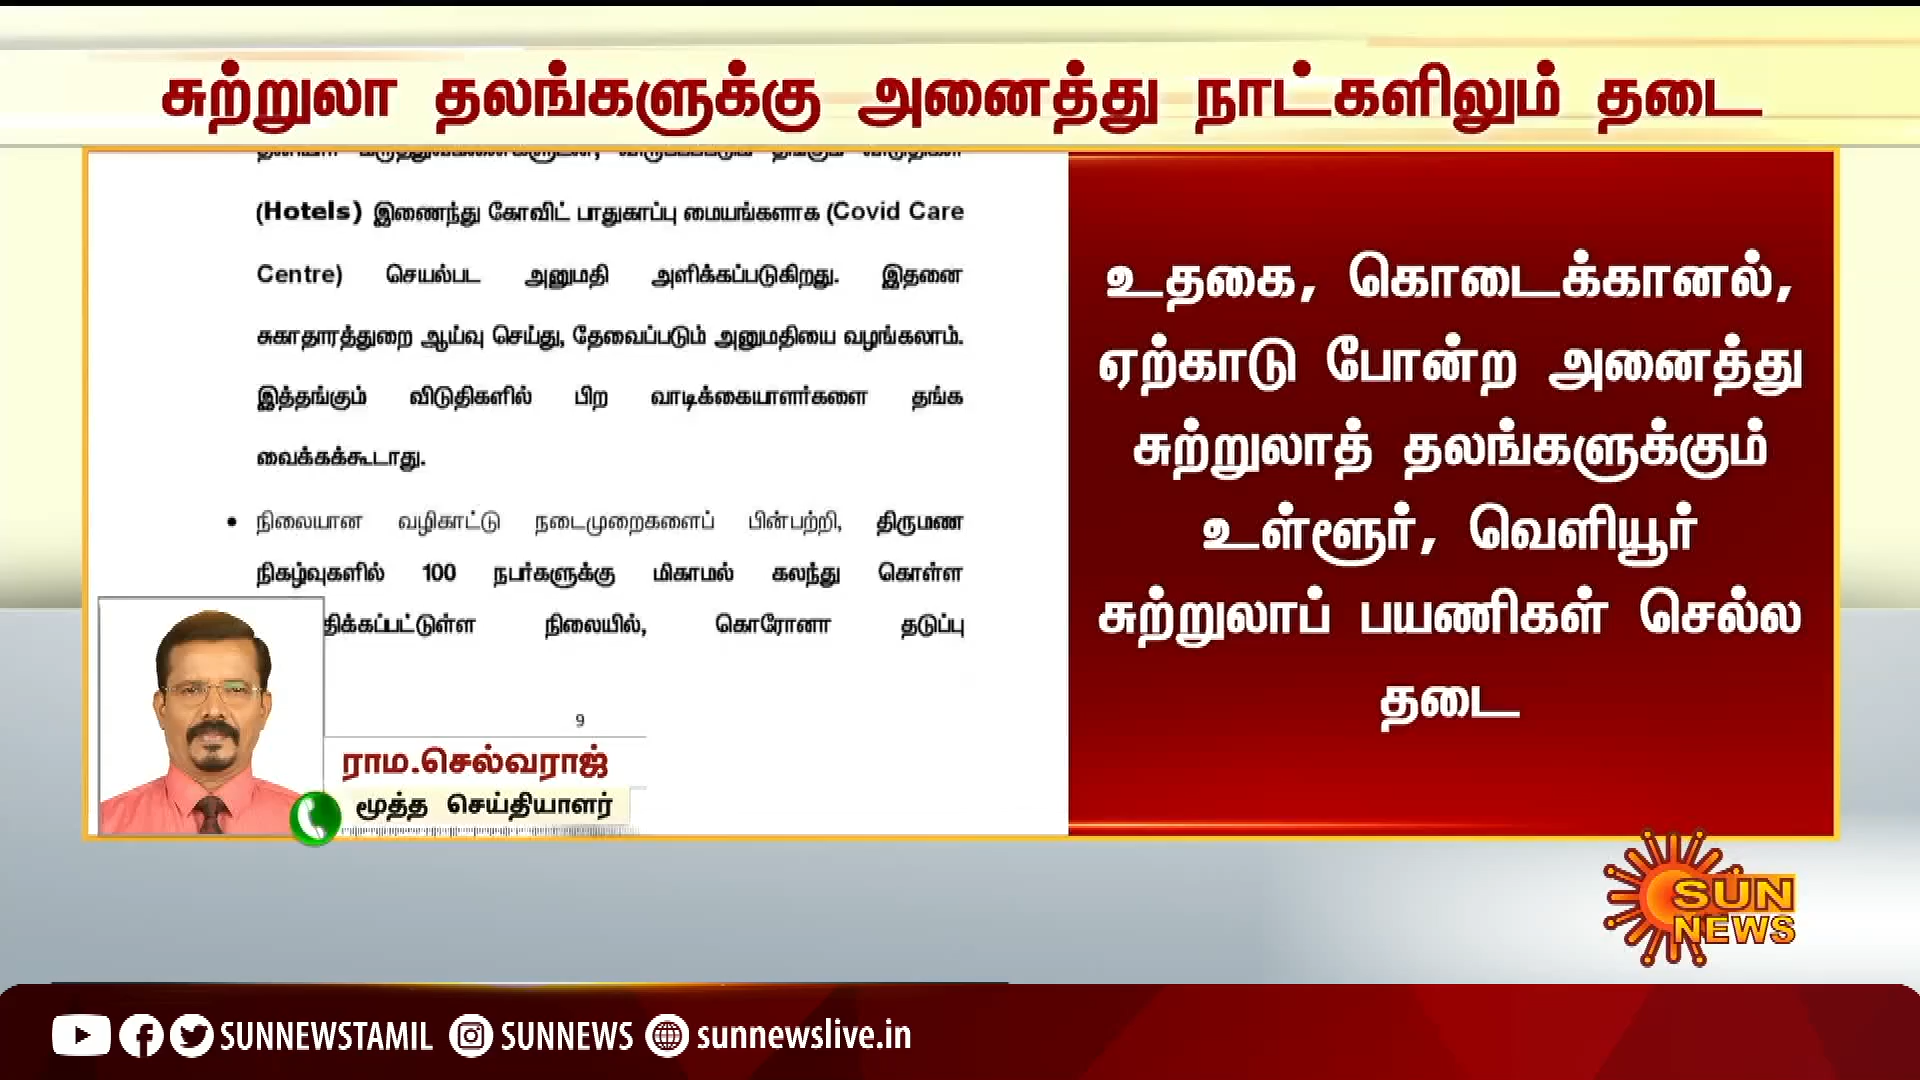 சுற்றுலா தலங்களுக்கு அனைத்து நாட்களிலும் தடை
(Hotels) இணைந்து கோவிட் பாதுகாப்பு மையங்களாக (Covid Care
Centre) செயல்பட அனுமதி அளிக்கப்படுகிறது. இதனை
சுகாதாரத்துறை ஆய்வு செய்து, தேவைப்படும் அனுமதியை வழங்கலாம்.
இத்தங்கும் விடுதிகளில் பிற வாடிக்கையாளர்களை தங்க
வைக்கக்கூடாது.
• நிலையான வழிகாட்டு நடைமுறைகளைப் பின்பற்றி, திருமண
நிகழ்வுகளில் 100 நபர்களுக்கு மிகாமல் கலந்து கொள்ள
திக்கப்பட்டுள்ள நிலையில், கொரோனா தடுப்பு
9
ராம.செல்வராஜ்
மூத்த செய்தியாளர்
உதகை, கொடைக்கானல்,
ஏற்காடு போன்ற அனைத்து
சுற்றுலாத் தலங்களுக்கும்
உள்ளூர், வெளியூர்
சுற்றுலாப் பயணிகள் செல்ல
தடை
SUN
NEWS
SUNNEWSTAMIL SUNNEWS sunnewslive.in